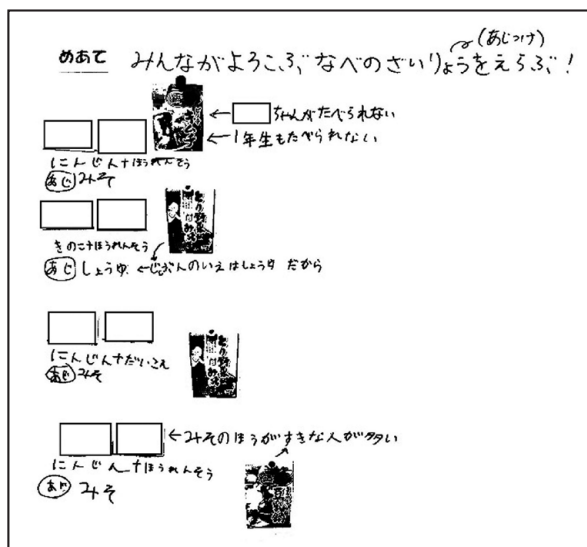 (あじつけ)
めあて みんながよろこぶなべのざいりょうをえらぶ!
←ちゃんがたべられない
←1年生もたべられない
にんじん+ほうれんそう
あじ みそ
きのこ+ほうれんそう
あじ しょうゆ ←じぶんのいえはしょうゆ だから
にんじん+だいこん
あじ みそ
←みそのほうがすきな人が多い
にんじん+ほうれんそう
あじ みそ